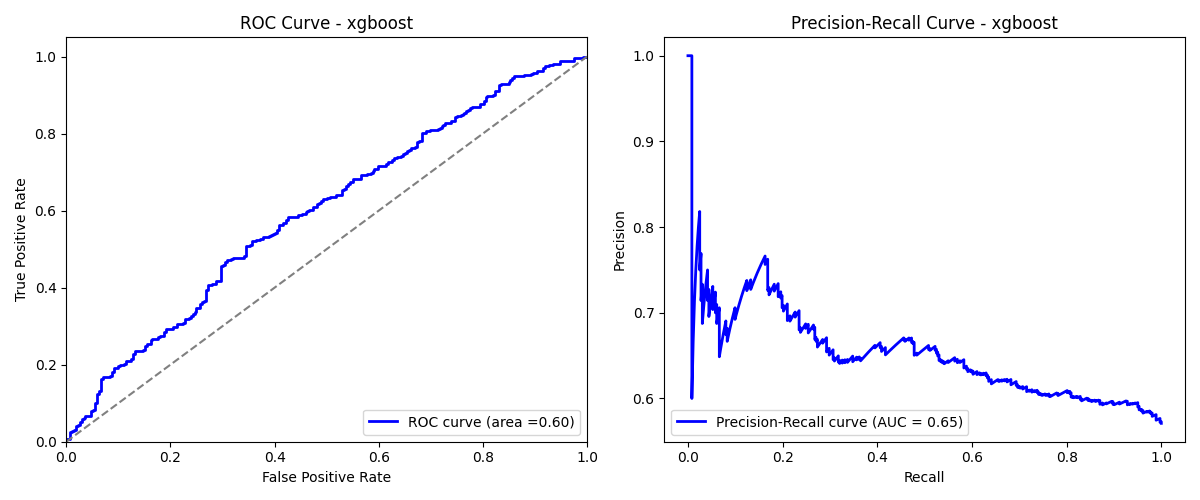 ROC Curve - xgboost
True Positive Rate
1.0
0.8
0.6
0.4
0.2
0.0
0.0 0.2 0.4 0.6 0.8 1.0
False Positive Rate
ROC curve (area =0.60)
Precision-Recall Curve - xgboost
Precision
1.0
0.9
0.8
0.7
0.6
0.0 0.2 0.4 0.6 0.8 1.0
Recall
Precision-Recall curve (AUC = 0.65)